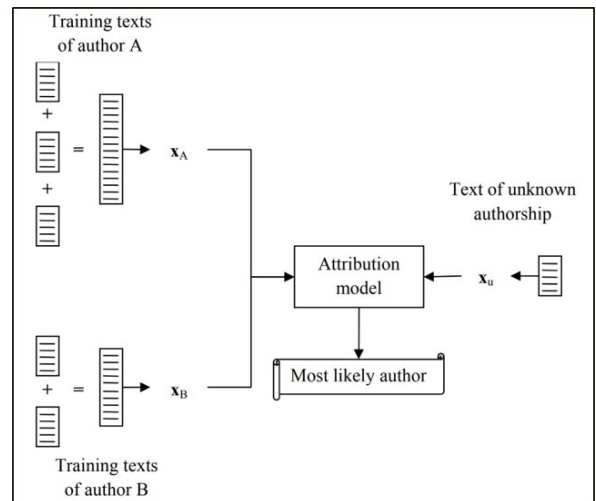 Training texts
of author A
+
=
+
x_A
Text of unknown
authorship
Attribution
model
x_u
Most likely author
+
=
x_B
Training texts
of author B